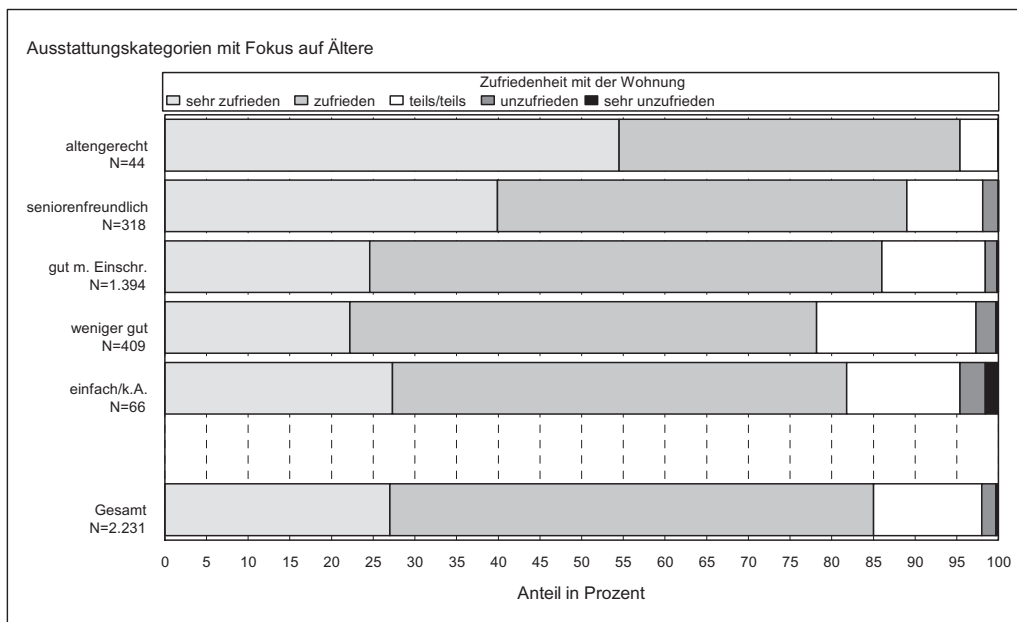 Ausstattungskategorien mit Fokus auf Ältere
Zufriedenheit mit der Wohnung
sehr zufrieden zufrieden teils/teils unzufrieden sehr unzufrieden
altengerecht
N=44
seniorenfreundlich
N=318
gut m. Einschr.
N=1.394
weniger gut
N=409
einfach/k.A.
N=66
Gesamt
N=2.231
0 5 10 15 20 25 30 35 40 45 50 55 60 65 70 75 80 85 90 95 100
Anteil in Prozent